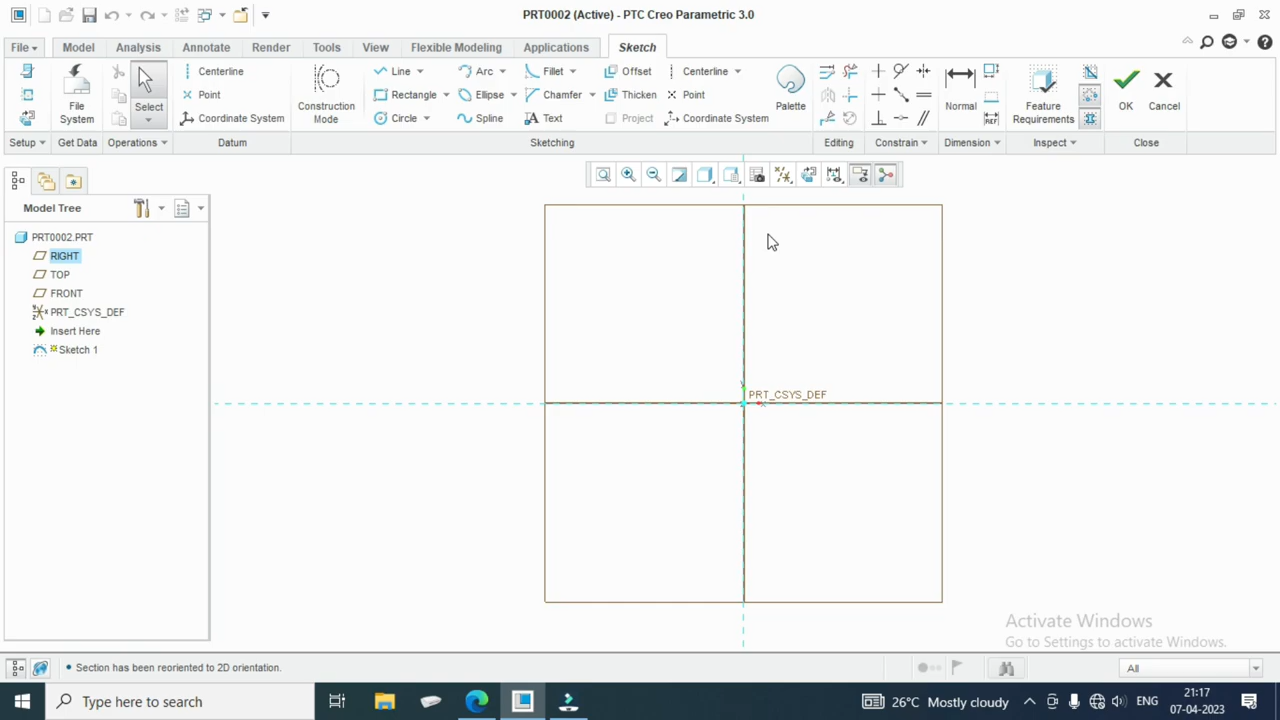 PRT0002 (Active) - PTC Creo Parametric 3.0
File Model Analysis Annotate Render Tools View Flexible Modeling Applications Sketch
Centerline Line Arc Fillet Offset Centerline
Point Rectangle Ellipse Chamfer Thicken Point
Coordinate System Circle Spline Text Project Coordinate System
File System
Select
Construction Mode
Palette
Normal
Feature Requirements
OK
Cancel
Setup Get Data Operations Datum Sketching Editing Constrain Dimension Inspect Close
Model Tree
PRT0002.PRT
RIGHT
TOP
FRONT
PRT_CSYS_DEF
Insert Here
Sketch 1
PRT_CSYS_DEF
Activate Windows
Go to Settings to activate Windows.
• Section has been reoriented to 2D orientation.
All
Type here to search
26°C Mostly cloudy
ENG
21:17
07-04-2023